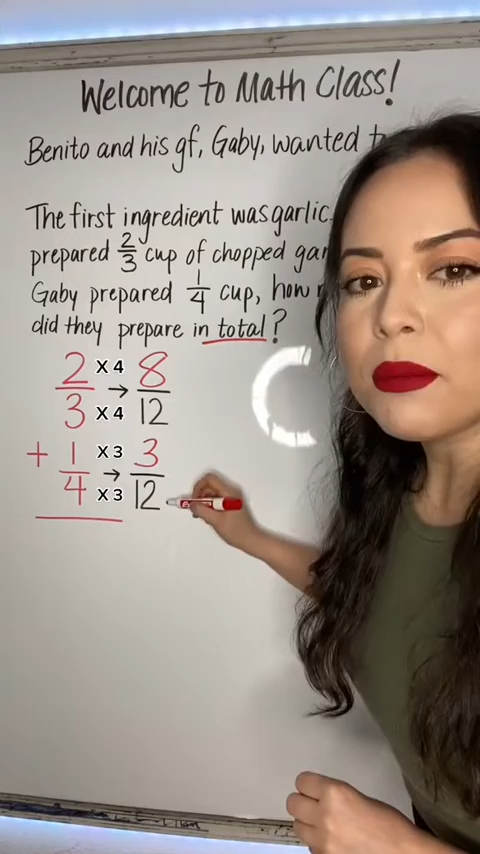 Welcome to Math Class!
Benito and his gf, Gaby, wanted
The first ingredient was garlic.
prepared 2/3 cup of chopped
Gaby prepared 1/4 cup, how
did they prepare in total?
2/3 X 4 → 8/12
X 4
+ 1/4 X 3 → 3/12
X 3